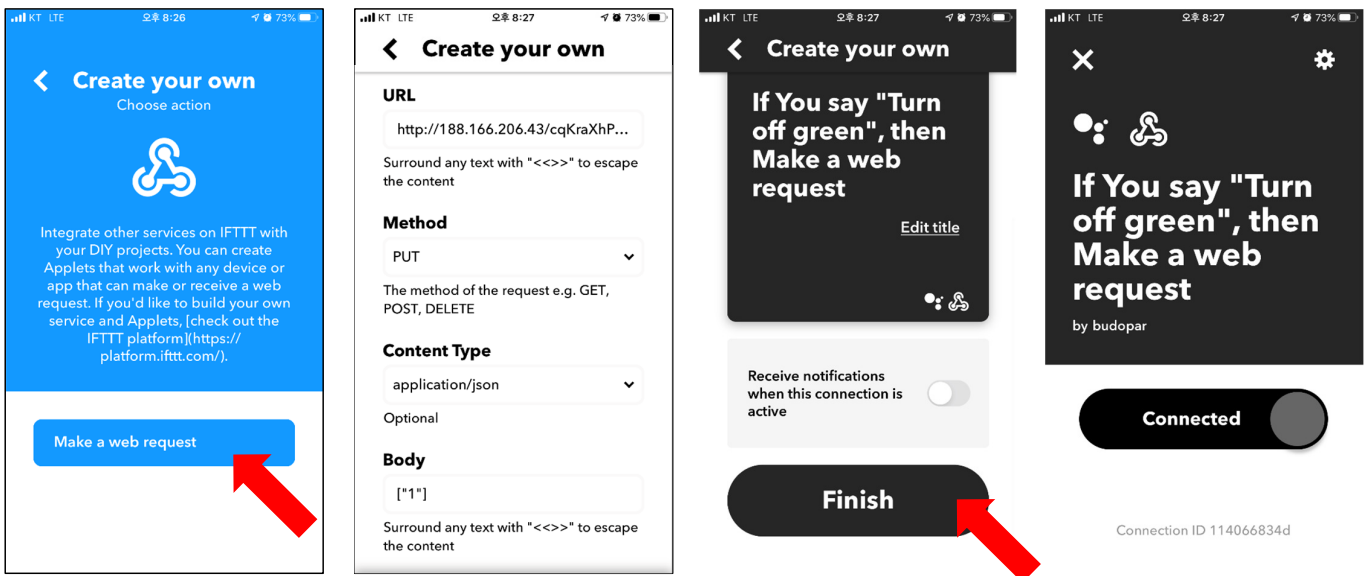 KT LTE 오후 8:26 73%
Create your own
Choose action
Integrate other services on IFTTT with
your DIY projects. You can create
Applets that work with any device or
app that can make or receive a web
request. If you'd like to build your own
service and Applets, [check out the
IFTTT platform](https://
platform.ifttt.com/).
Make a web request
KT LTE 오후 8:27 73%
Create your own
URL
http://188.166.206.43/cqKraXhP...
Surround any text with "<<>>" to escape
the content
Method
PUT
The method of the request e.g. GET,
POST, DELETE
Content Type
application/json
Optional
Body
["1"]
Surround any text with "<<>>" to escape
the content
KT LTE 오후 8:27 73%
Create your own
If You say "Turn
off green", then
Make a web
request
Edit title
Receive notifications
when this connection is
active
Finish
KT LTE 오후 8:27 73%
If You say "Turn
off green", then
Make a web
request
by budopar
Connected
Connection ID 114066834d